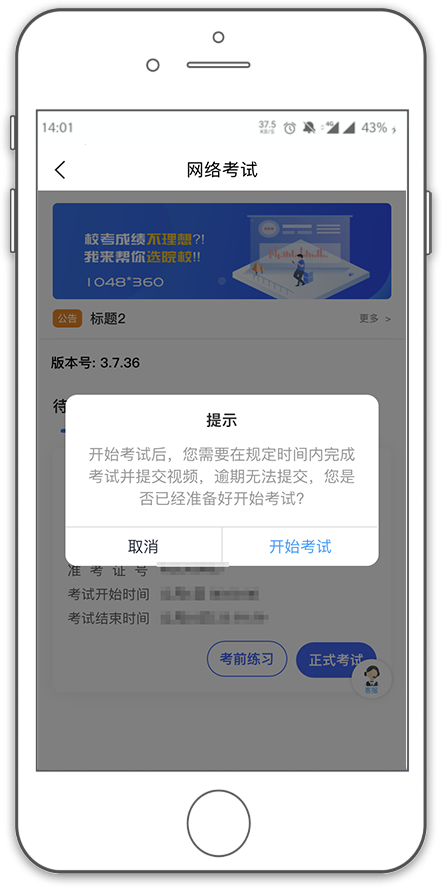 14:01
37.5
KB/S
4G
43%
网络考试
校考成绩不理想?!
我来帮你选院校!!
1048*360
公告 标题2 更多 >
版本号: 3.7.36
待
提示
开始考试后，您需要在规定时间内完成
考试并提交视频，逾期无法提交，您是
否已经准备好开始考试?
取消 开始考试
准考证号
考试开始时间
考试结束时间
考前练习 正式考试
客服